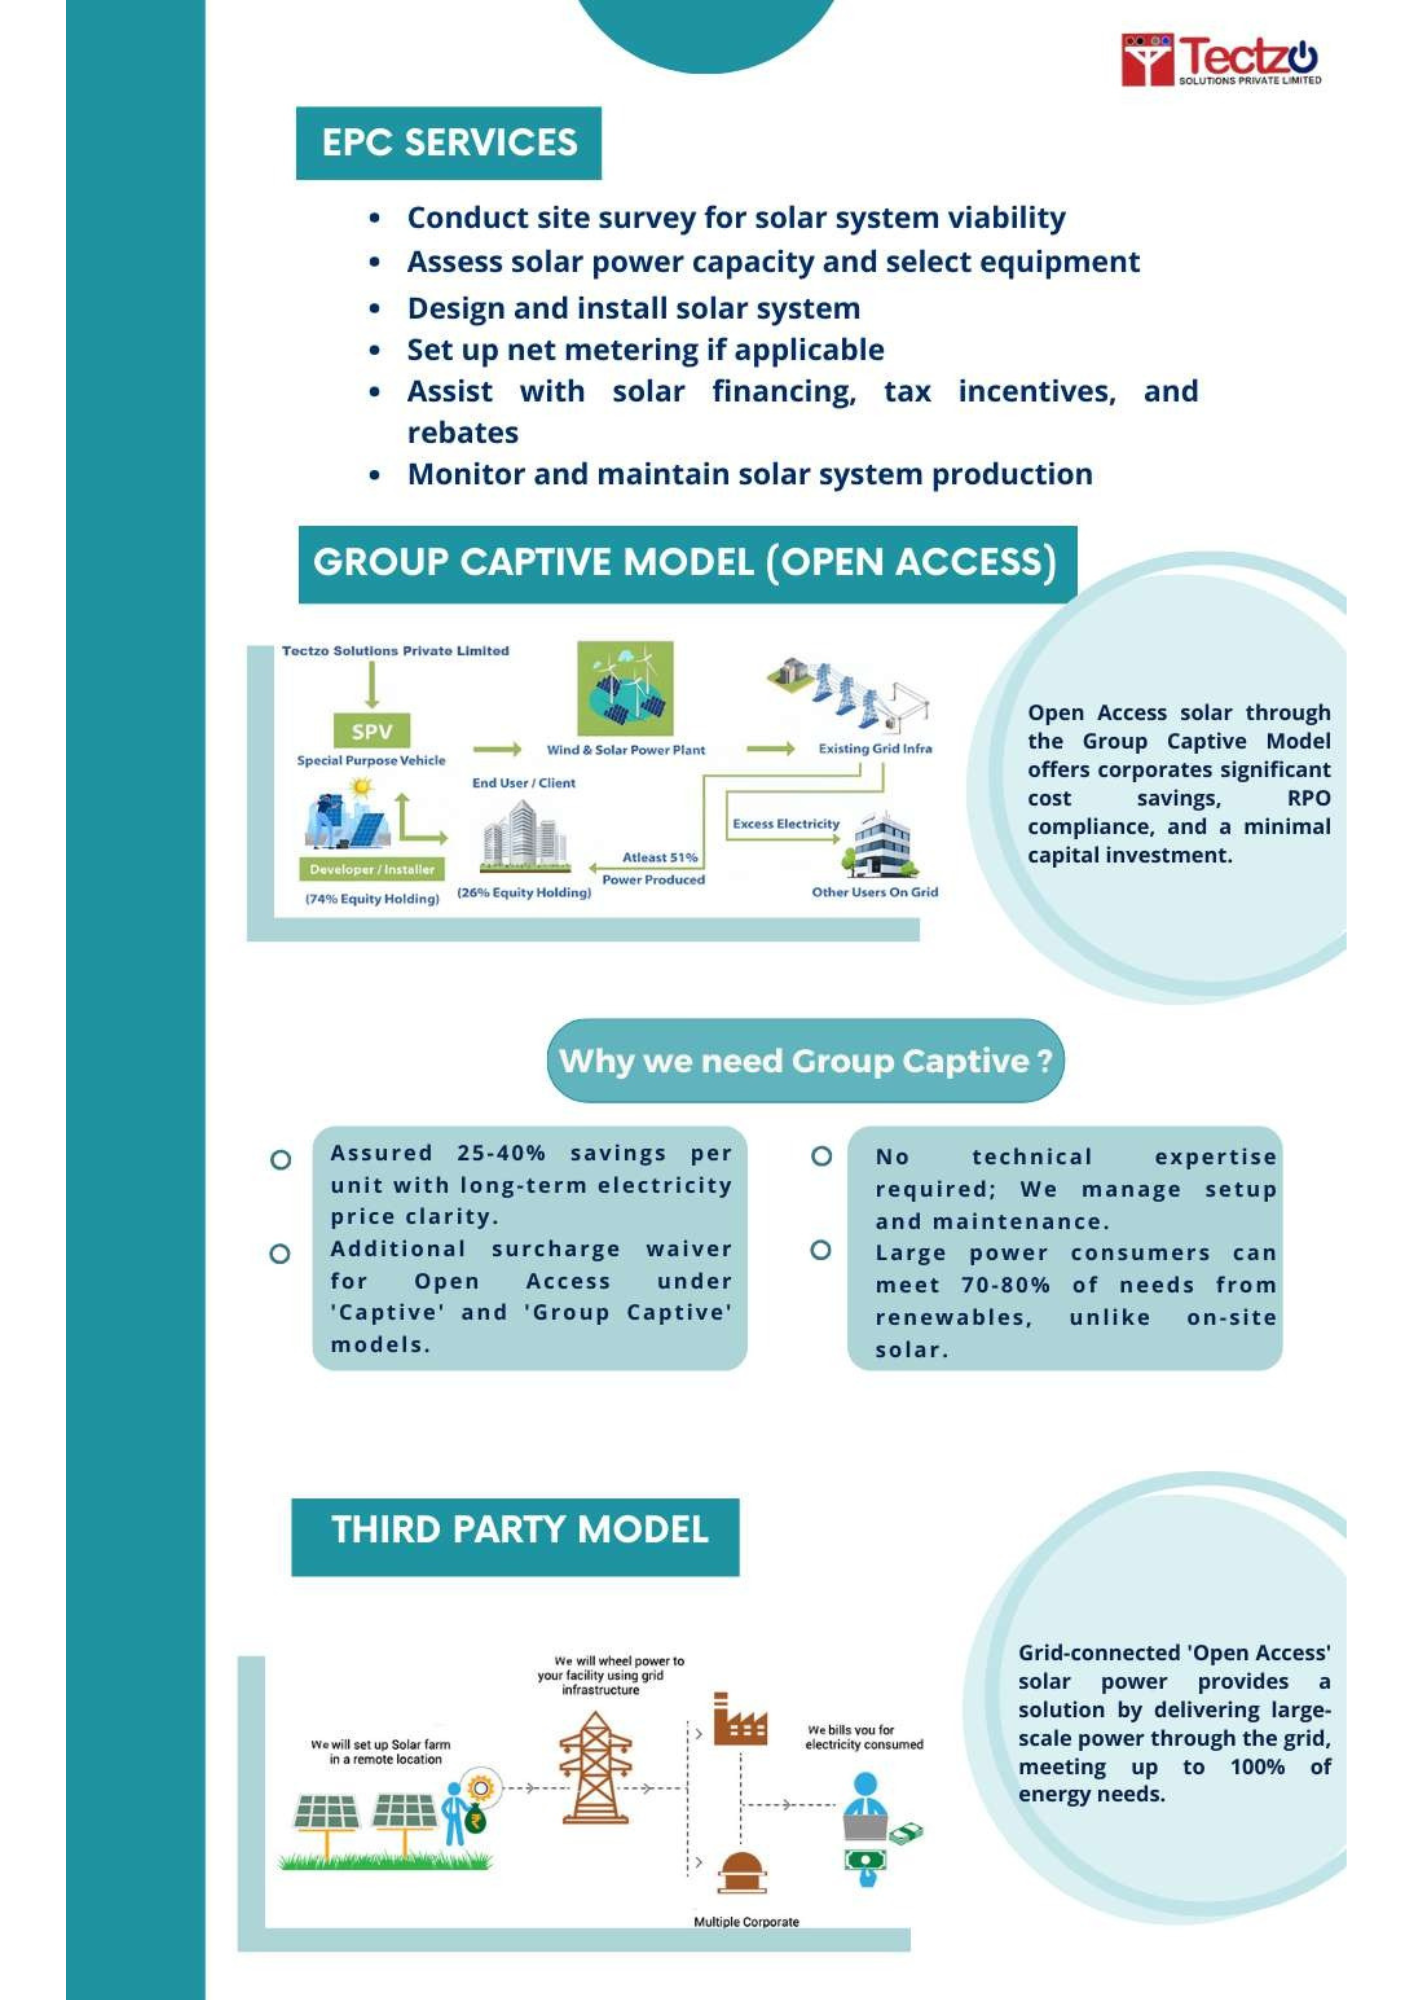 Tectzo
SOLUTIONS PRIVATE LIMITED
EPC SERVICES
• Conduct site survey for solar system viability
• Assess solar power capacity and select equipment
• Design and install solar system
• Set up net metering if applicable
• Assist with solar financing, tax incentives, and
rebates
• Monitor and maintain solar system production
GROUP CAPTIVE MODEL (OPEN ACCESS)
Tectzo Solutions Private Limited
SPV
Special Purpose Vehicle
Wind & Solar Power Plant
Existing Grid Infra
End User / Client
Excess Electricity
Atleast 51%
Power Produced
Developer / Installer
(74% Equity Holding)
(26% Equity Holding)
Other Users On Grid
Open Access solar through
the Group Captive Model
offers corporates significant
cost savings, RPO
compliance, and a minimal
capital investment.
Why we need Group Captive ?
Assured 25-40% savings per
unit with long-term electricity
price clarity.
Additional surcharge waiver
for Open Access under
'Captive' and 'Group Captive'
models.
No technical expertise
required; We manage setup
and maintenance.
Large power consumers can
meet 70-80% of needs from
renewables, unlike on-site
solar.
THIRD PARTY MODEL
We will set up Solar farm
in a remote location
₹
We will wheel power to
your facility using grid
infrastructure
We bills you for
electricity consumed
Multiple Corporate
Grid-connected 'Open Access'
solar power provides a
solution by delivering large-
scale power through the grid,
meeting up to 100% of
energy needs.